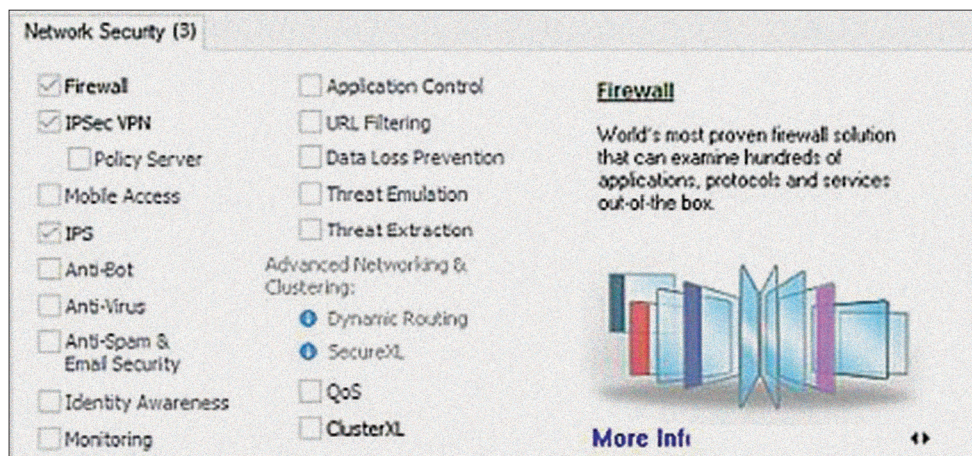 Network Security (3)
Firewall
IPSec VPN
Policy Server
Mobile Access
IPS
Anti-Bot
Anti-Virus
Anti-Spam &
Email Security
Identity Awareness
Monitoring
Application Control
URL Filtering
Data Loss Prevention
Threat Emulation
Threat Extraction
Advanced Networking &
Clustering:
Dynamic Routing
SecureXL
QoS
ClusterXL
Firewall
World's most proven firewall solution
that can examine hundreds of
applications, protocols and services
out-of-the box.
More